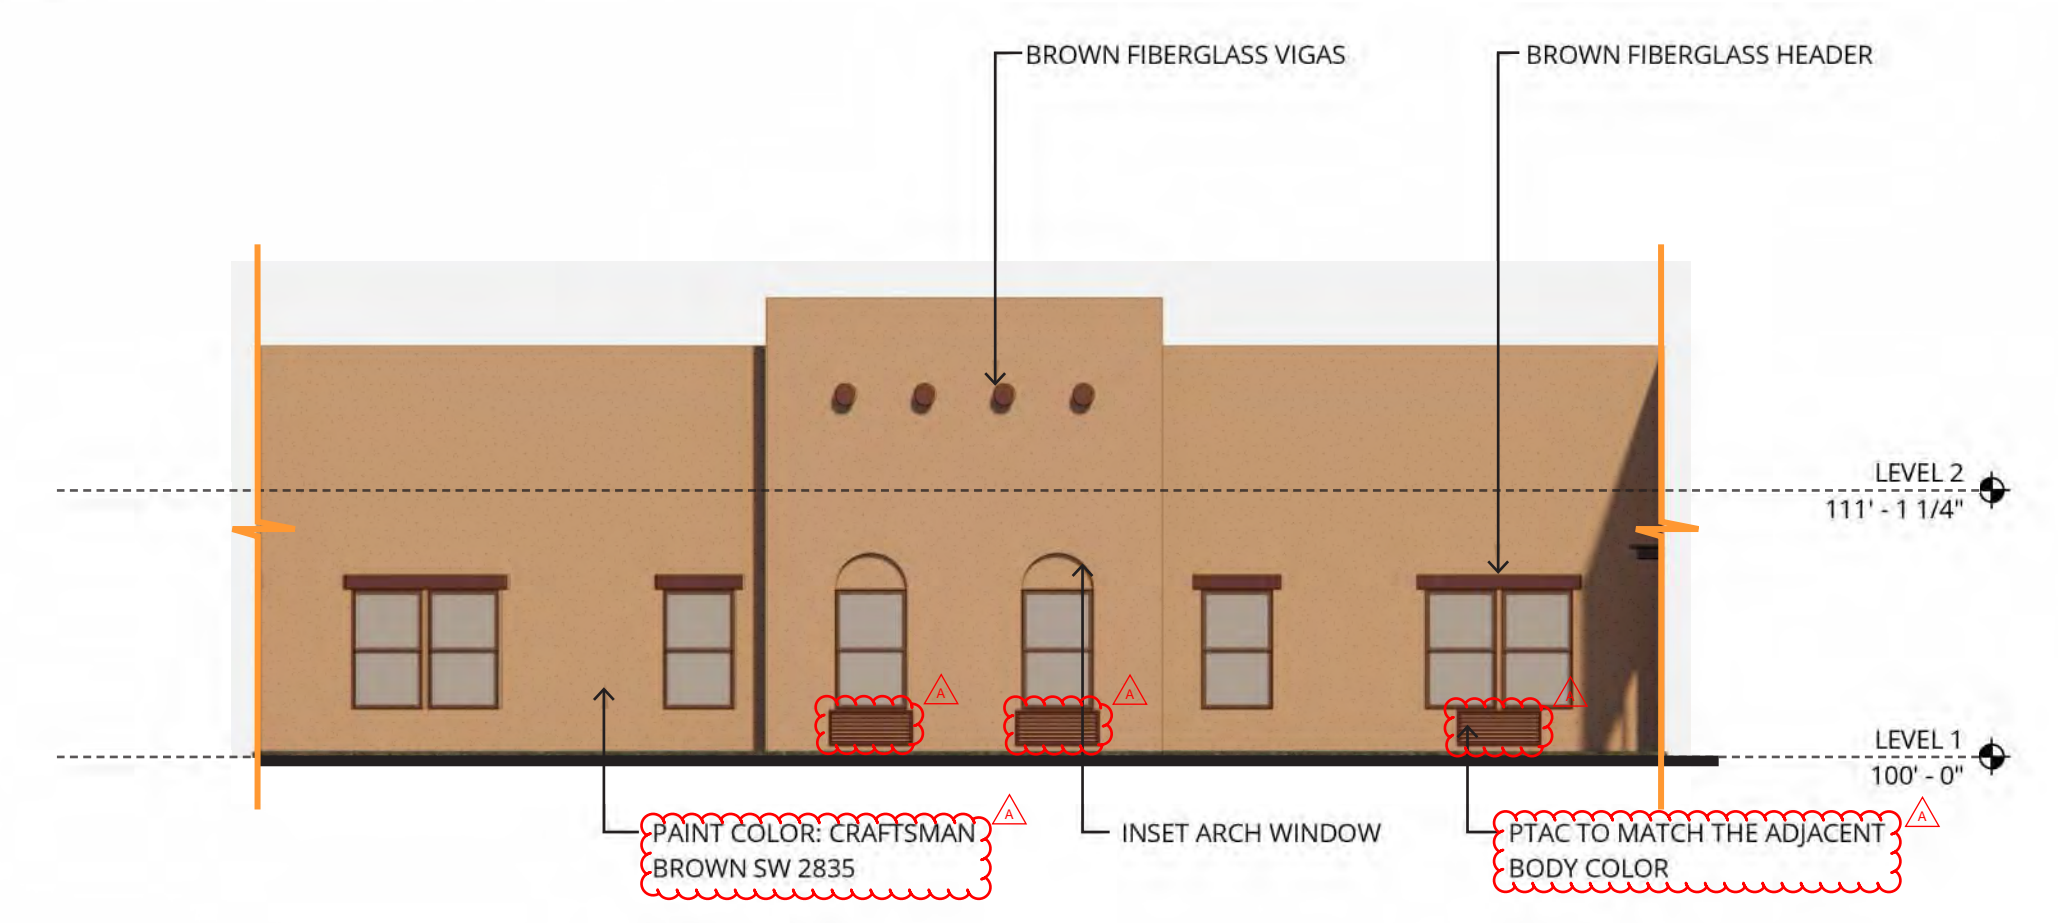 BROWN FIBERGLASS VIGAS
BROWN FIBERGLASS HEADER
LEVEL 2
111' - 1 1/4"
A
A
A
LEVEL 1
100' - 0"
A
A
PAINT COLOR: CRAFTSMAN
BROWN SW 2835
INSET ARCH WINDOW
PTAC TO MATCH THE ADJACENT
BODY COLOR